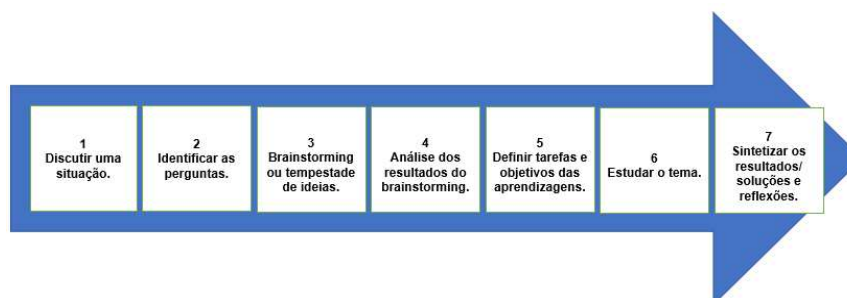 1
Discutir uma
situação.
2
Identificar as
perguntas.
3
Brainstorming
ou tempestade
de ideias.
4
Análise dos
resultados do
brainstorming.
5
Definir tarefas e
objetivos das
aprendizagens.
6
Estudar o tema.
7
Sintetizar os
resultados/
soluções e
reflexões.